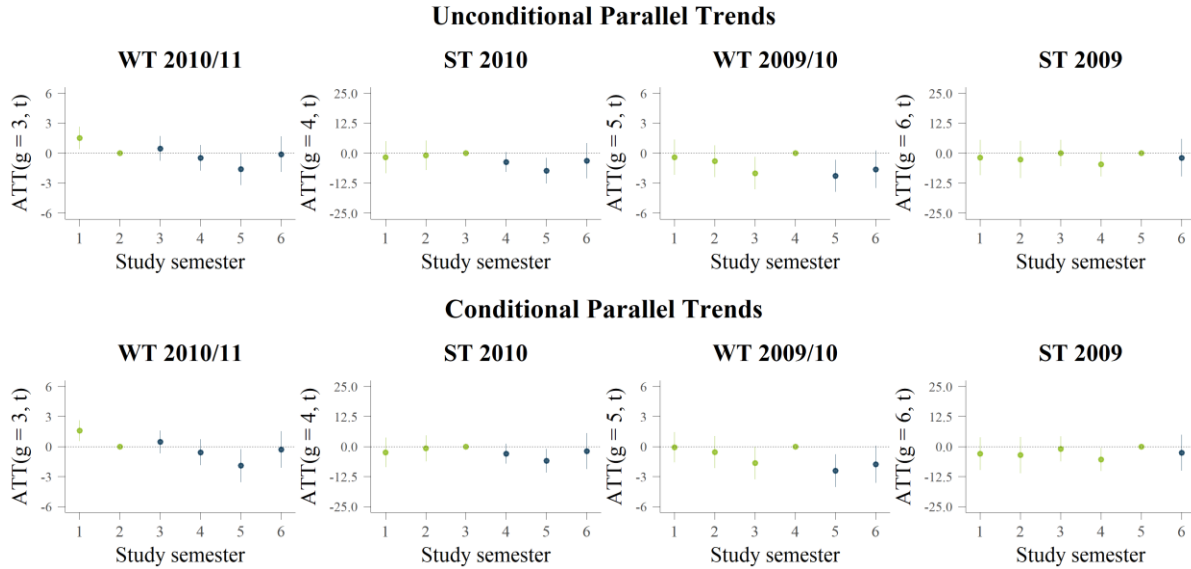 Unconditional Parallel Trends
WT 2010/11
ST 2010
WT 2009/10
ST 2009
ATT(g = 3, t)
6
3
0
-3
-6
1 2 3 4 5 6
Study semester
ATT(g = 4, t)
25.0
12.5
0.0
-12.5
-25.0
1 2 3 4 5 6
Study semester
ATT(g = 5, t)
6
3
0
-3
-6
1 2 3 4 5 6
Study semester
ATT(g = 6, t)
25.0
12.5
0.0
-12.5
-25.0
1 2 3 4 5 6
Study semester
Conditional Parallel Trends
WT 2010/11
ST 2010
WT 2009/10
ST 2009
ATT(g = 3, t)
6
3
0
-3
-6
1 2 3 4 5 6
Study semester
ATT(g = 4, t)
25.0
12.5
0.0
-12.5
-25.0
1 2 3 4 5 6
Study semester
ATT(g = 5, t)
6
3
0
-3
-6
1 2 3 4 5 6
Study semester
ATT(g = 6, t)
25.0
12.5
0.0
-12.5
-25.0
1 2 3 4 5 6
Study semester